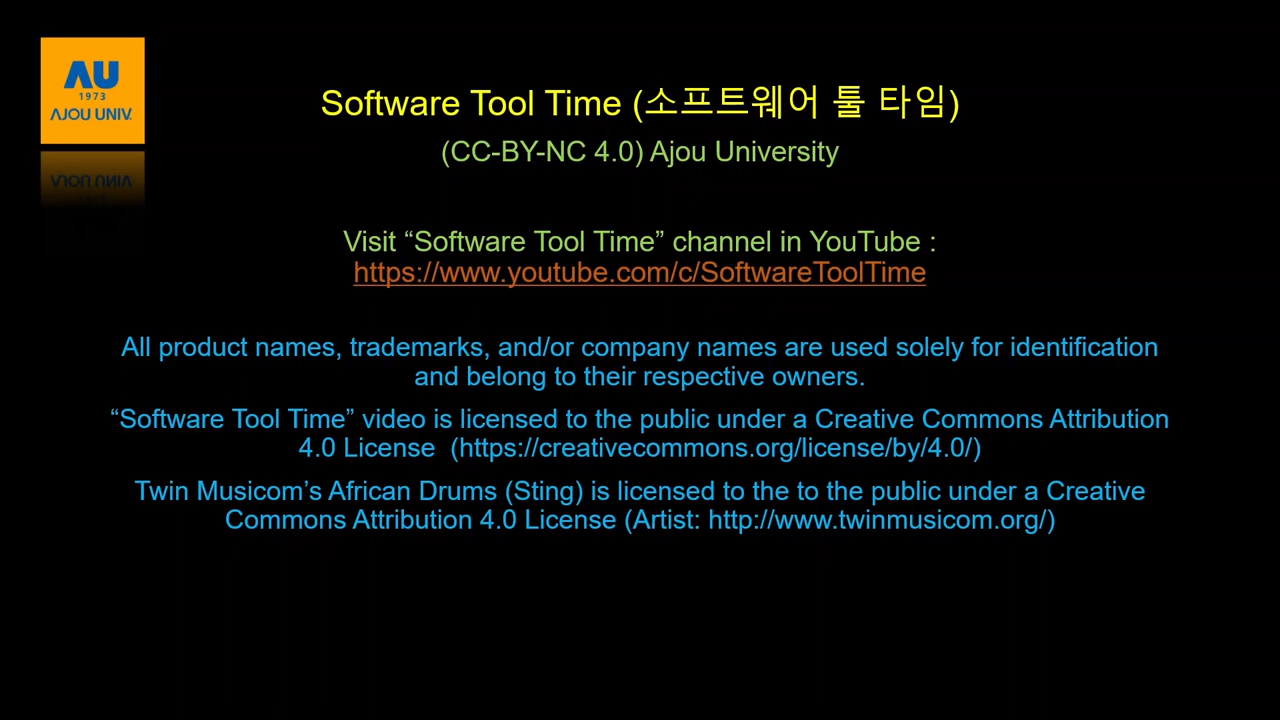 AU
1973
AJOU UNIV.
Software Tool Time (소프트웨어 툴 타임)
(CC-BY-NC 4.0) Ajou University
Visit “Software Tool Time” channel in YouTube :
https://www.youtube.com/c/SoftwareToolTime
All product names, trademarks, and/or company names are used solely for identification
and belong to their respective owners.
“Software Tool Time” video is licensed to the public under a Creative Commons Attribution
4.0 License  (https://creativecommons.org/license/by/4.0/)
Twin Musicom’s African Drums (Sting) is licensed to the to the public under a Creative
Commons Attribution 4.0 License (Artist: http://www.twinmusicom.org/)